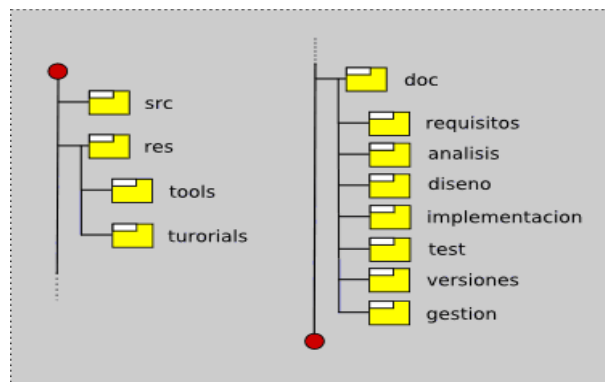 src
res
tools
turorials
doc
requisitos
analisis
diseno
implementacion
test
versiones
gestion